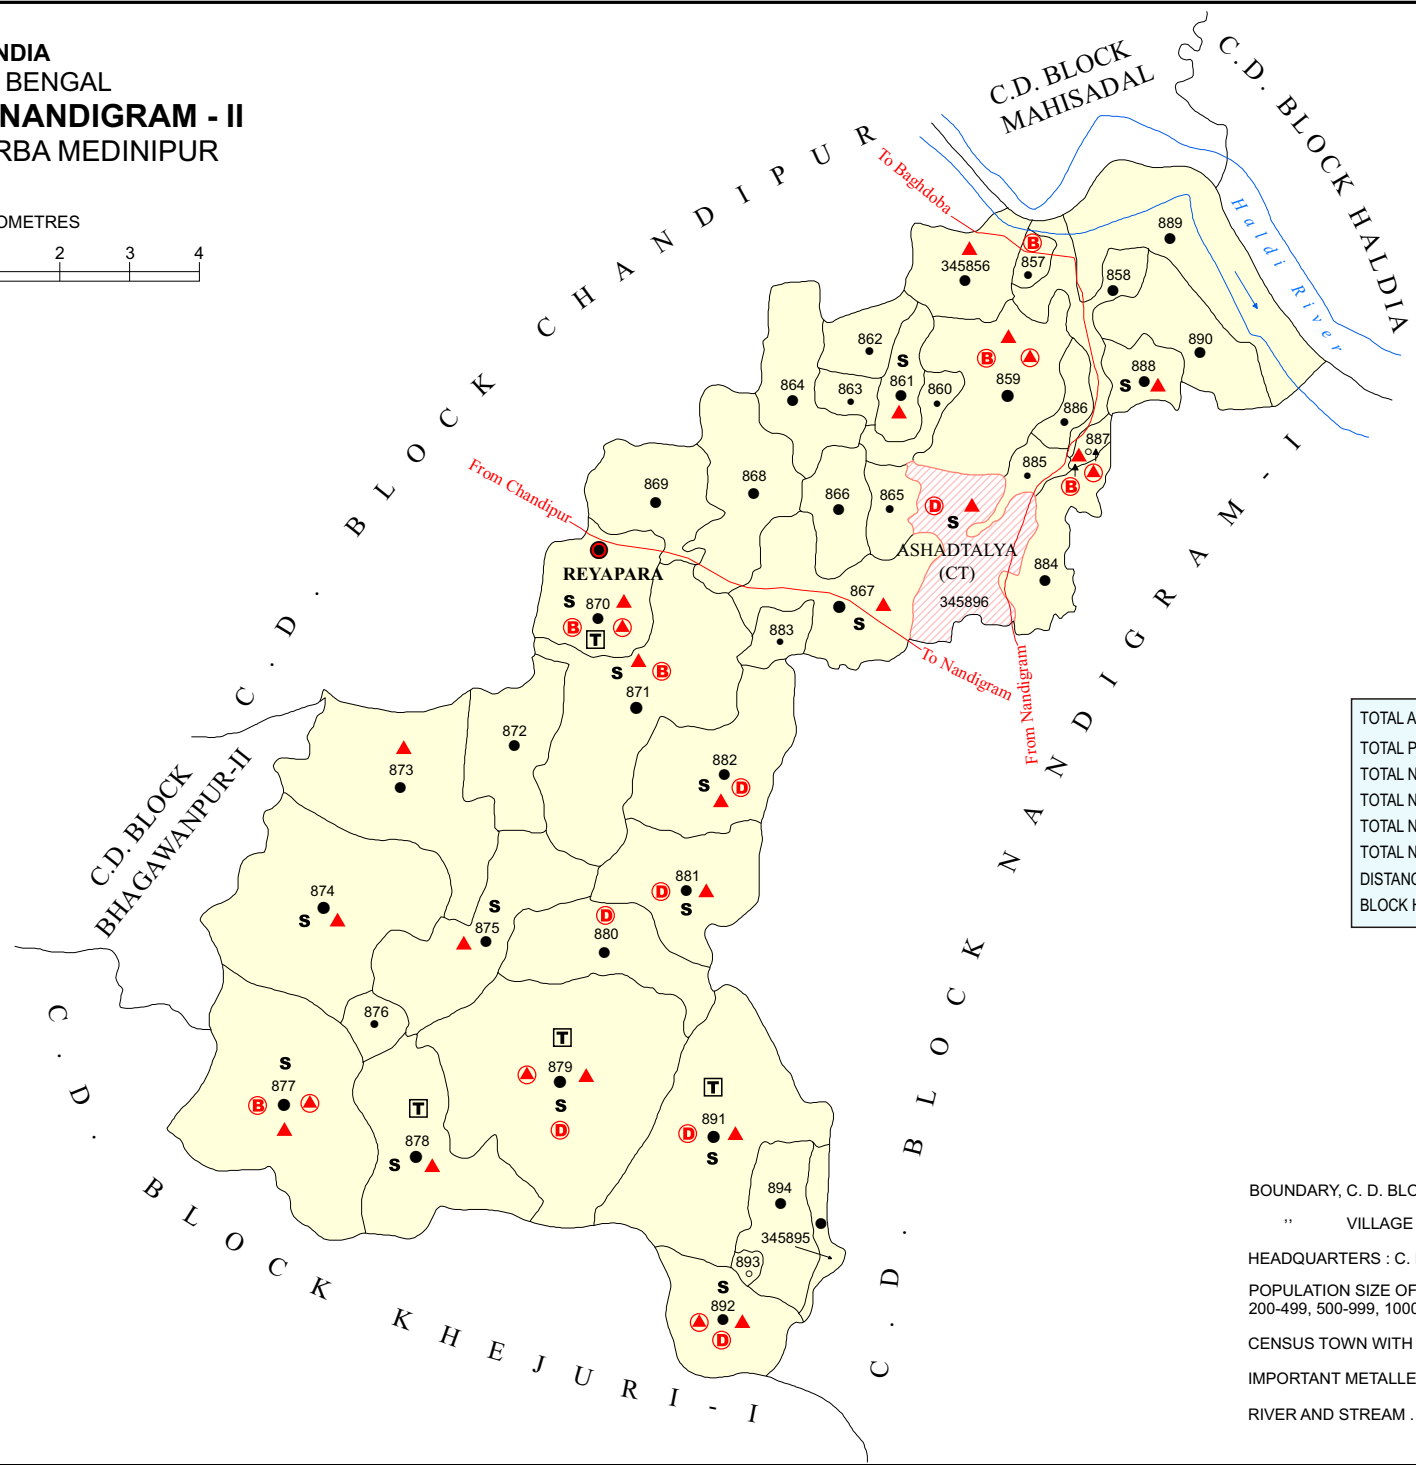 NDIA
BENGAL
NANDIGRAM - II
RBA MEDINIPUR
OMETRES
2 3 4
C.D. BLOCK
MAHISADAL
C.D. BLOCK HALDIA
C.D. BLOCK CHANDIPUR
To Baghdoba
Haldi River
889
B
857
345856
858
862
S
861
863
860
864
B
859
890
888
S
886
887
885
B
From Chandipur
869
868
866
865
D
S
ASHADTALYA
(CT)
345896
884
REYAPARA
S
870
B
T
867
S
883
To Nandigram
From Nandigram
S
B
871
872
873
882
S
D
C.D. BLOCK
BHAGAWANPUR-II
C.D. BLOCK NANDIGRAM - I
874
S
S
875
881
D
S
D
880
876
T
879
S
D
S
877
B
T
878
S
T
891
D
S
894
345895
893
S
892
D
C.D. BLOCK KHEJURI - I
TOTAL A
TOTAL P
TOTAL N
TOTAL N
TOTAL N
TOTAL N
DISTANC
BLOCK H
BOUNDARY, C. D. BLO
,, VILLAGE
HEADQUARTERS : C.
POPULATION SIZE OF
200-499, 500-999, 1000
CENSUS TOWN WITH
IMPORTANT METALLE
RIVER AND STREAM .